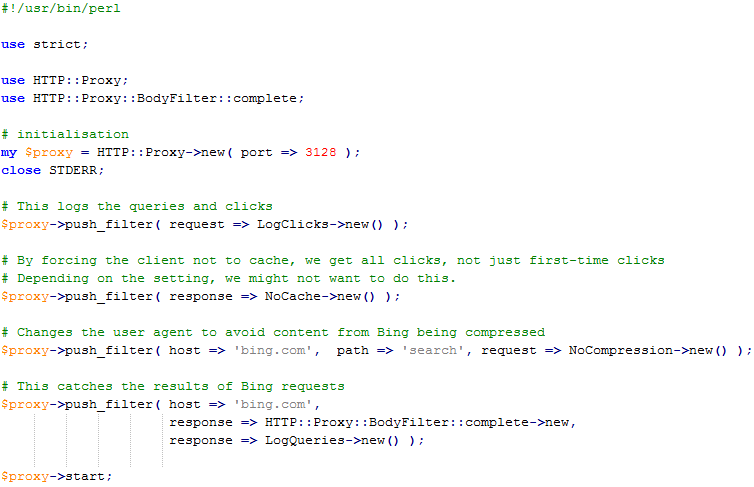 #!/usr/bin/perl

use strict;

use HTTP::Proxy;
use HTTP::Proxy::BodyFilter::complete;

# initialisation
my $proxy = HTTP::Proxy->new( port => 3128 );
close STDERR;

# This logs the queries and clicks
$proxy->push_filter( request => LogClicks->new() );

# By forcing the client not to cache, we get all clicks, not just first-time clicks
# Depending on the setting, we might not want to do this.
$proxy->push_filter( response => NoCache->new() );

# Changes the user agent to avoid content from Bing being compressed
$proxy->push_filter( host => 'bing.com',  path => 'search', request => NoCompression->new() );

# This catches the results of Bing requests
$proxy->push_filter( host => 'bing.com',
                     response => HTTP::Proxy::BodyFilter::complete->new,
                     response => LogQueries->new() );

$proxy->start;